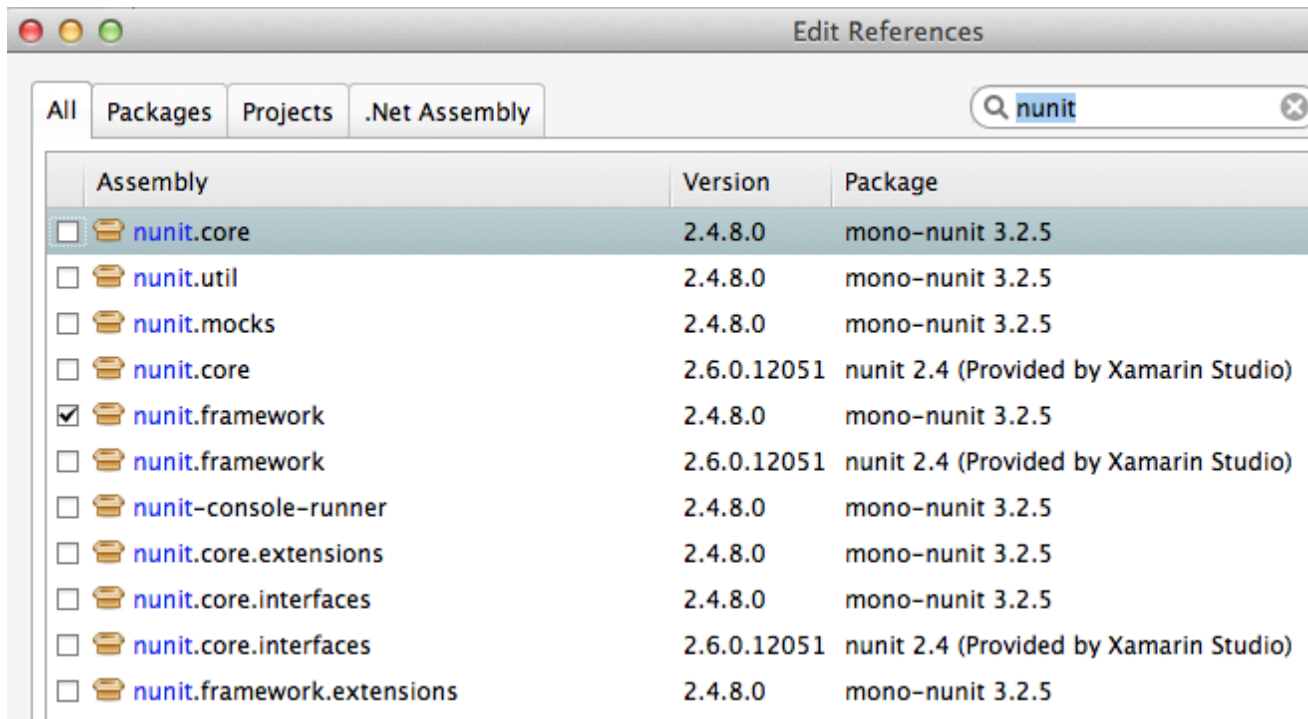 Edit References
All Packages Projects .Net Assembly nunit
Assembly Version Package
nunit.core 2.4.8.0 mono-nunit 3.2.5
nunit.util 2.4.8.0 mono-nunit 3.2.5
nunit.mocks 2.4.8.0 mono-nunit 3.2.5
nunit.core 2.6.0.12051 nunit 2.4 (Provided by Xamarin Studio)
nunit.framework 2.4.8.0 mono-nunit 3.2.5
nunit.framework 2.6.0.12051 nunit 2.4 (Provided by Xamarin Studio)
nunit-console-runner 2.4.8.0 mono-nunit 3.2.5
nunit.core.extensions 2.4.8.0 mono-nunit 3.2.5
nunit.core.interfaces 2.4.8.0 mono-nunit 3.2.5
nunit.core.interfaces 2.6.0.12051 nunit 2.4 (Provided by Xamarin Studio)
nunit.framework.extensions 2.4.8.0 mono-nunit 3.2.5